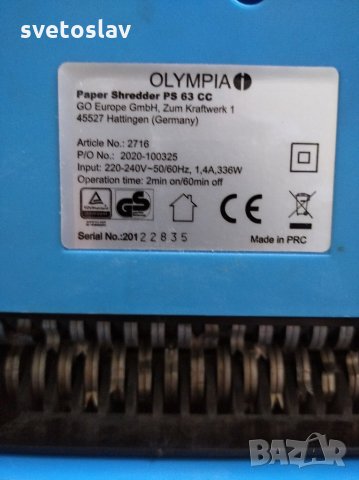 svetoslav
OLYMPIA
Paper Shredder PS 63 CC
GO Europe GmbH, Zum Kraftwerk 1
45527 Hattingen (Germany)
Article No.: 2716
P/O No.: 2020-100325
Input: 220-240V~50/60Hz, 1,4A,336W
Operation time: 2min on/60min off
GS
CE
Serial No.:20122835
Made in PRC
BAZAR